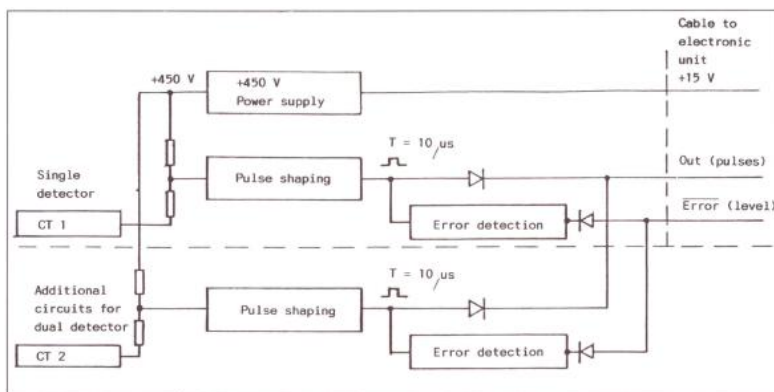 Cable to
electronic
unit
+15 V
+450 V
+450 V
Power supply
T = 10/us
Single
detector
Pulse shaping
Out (pulses)
Error (level)
CT 1
Error detection
T = 10/us
Additional
circuits for
dual detector
Pulse shaping
CT 2
Error detection